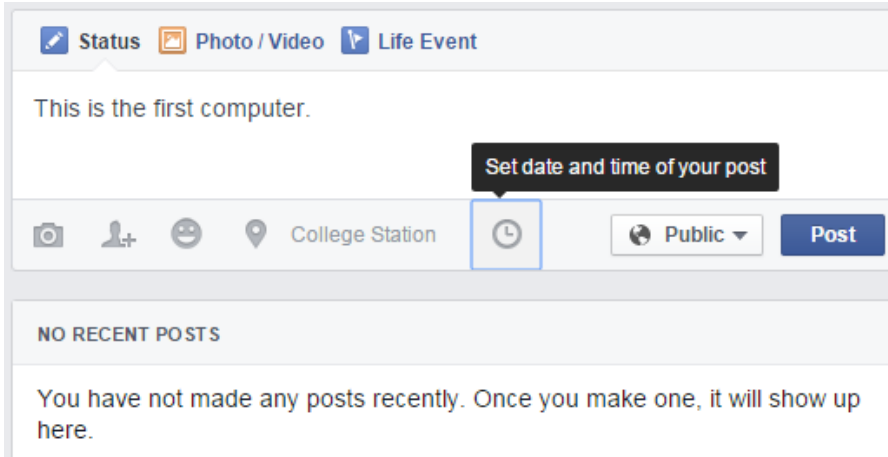 Status Photo / Video Life Event
This is the first computer.
Set date and time of your post
College Station Public Post
NO RECENT POSTS
You have not made any posts recently. Once you make one, it will show up
here.